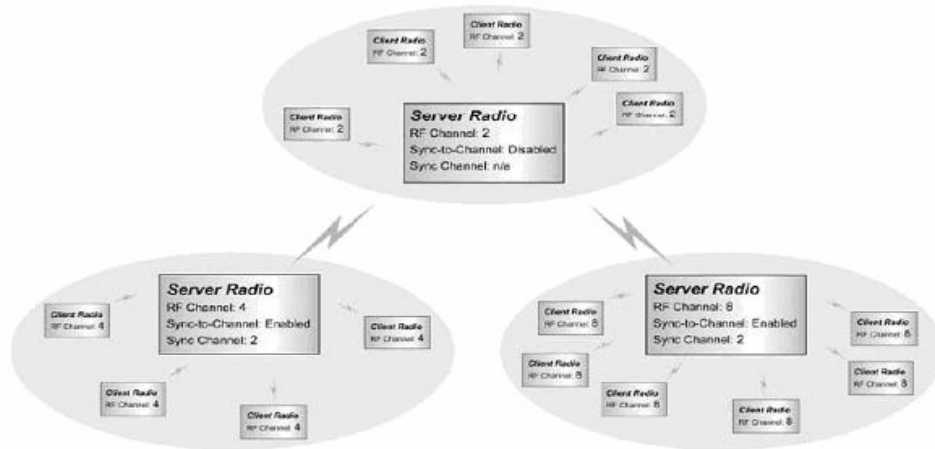 Client Radio
RF Channel: 2
Client Radio
RF Channel: 2
Client Radio
RF Channel: 2
Client Radio
RF Channel: 2
Client Radio
RF Channel: 2
Server Radio
RF Channel: 2
Sync-to-Channel: Disabled
Sync Channel: n/a
Server Radio
RF Channel: 4
Sync-to-Channel: Enabled
Sync Channel: 2
Client Radio
RF Channel: 4
Client Radio
RF Channel: 4
Client Radio
RF Channel: 4
Client Radio
RF Channel: 4
Server Radio
RF Channel: 8
Sync-to-Channel: Enabled
Sync Channel: 2
Client Radio
RF Channel: 8
Client Radio
RF Channel: 8
Client Radio
RF Channel: 8
Client Radio
RF Channel: 8
Client Radio
RF Channel: 8
Client Radio
RF Channel: 8